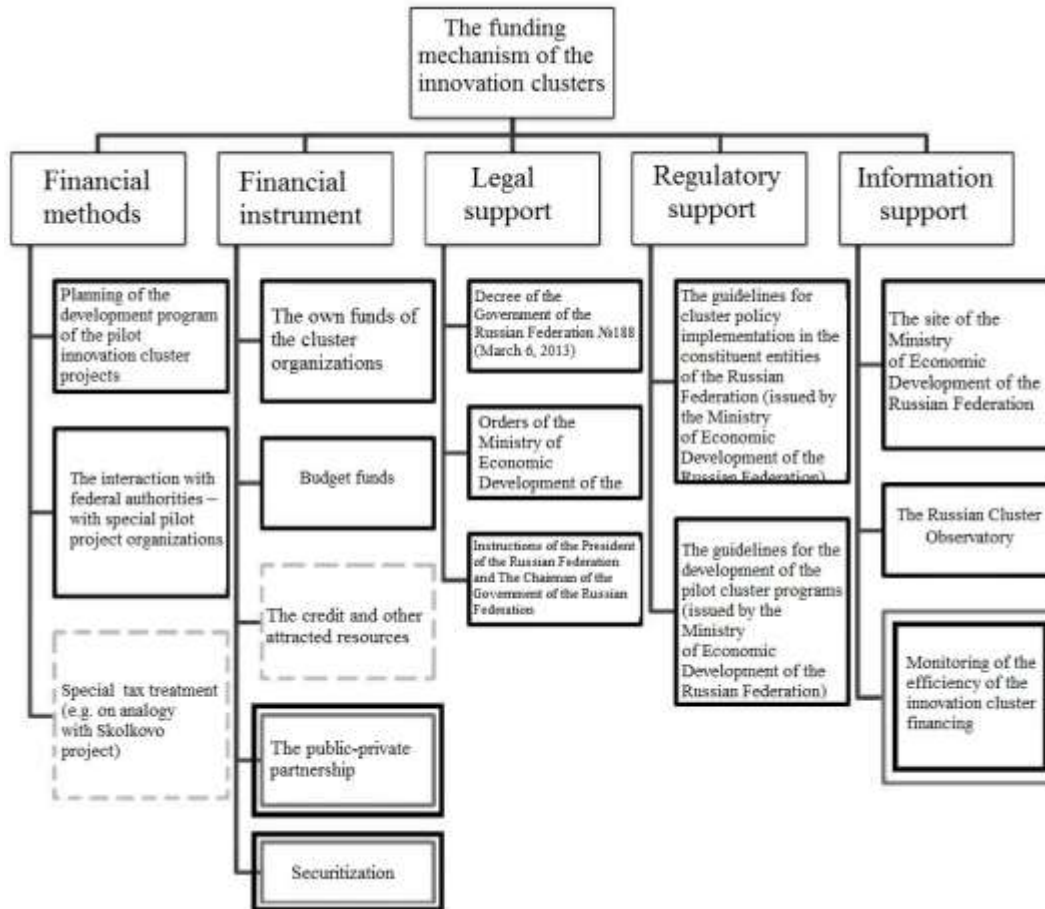 The funding
mechanism of the
innovation clusters
Financial
methods
Financial
instrument
Legal
support
Regulatory
support
Information
support
Planning of the
development program
of the pilot
innovation cluster
projects
The interaction with
federal authorities –
with special pilot
project organizations
Special tax treatment
(e.g. on analogy
with Skolkovo
project)
The own funds of
the cluster
organizations
Budget funds
The credit and other
attracted resources
The public-private
partnership
Securitization
Decree of the
Government of the
Russian Federation №188
(March 6, 2013)
Orders of the
Ministry of
Economic
Development of the
Instructions of the President
of the Russian Federation
and The Chairman of the
Government of the Russian
Federation
The guidelines for
cluster policy
implementation in the
constituent entities
of the Russian
Federation (issued by
the Ministry
of Economic
Development of the
Russian Federation)
The guidelines for the
development of the
pilot cluster programs
(issued by the
Ministry
of Economic
Development of the
Russian Federation)
The site of the
Ministry
of Economic
Development of the
Russian Federation
The Russian Cluster
Observatory
Monitoring of the
efficiency of the
innovation cluster
financing